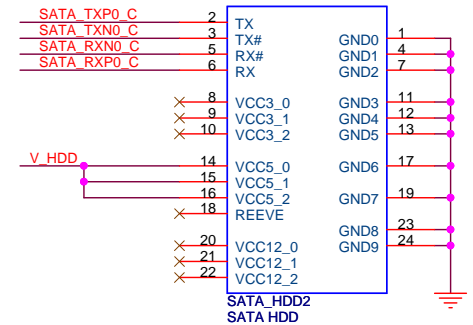 SATA_TXP0_C 2 TX
SATA_TXN0_C 3 TX# GND0 1
SATA_RXN0_C 5 RX# GND1 4
SATA_RXP0_C 6 RX GND2 7
8 VCC3_0 GND3 11
9 VCC3_1 GND4 12
10 VCC3_2 GND5 13
V_HDD 14 VCC5_0 GND6 17
15 VCC5_1
16 VCC5_2 GND7 19
18 REEVE
GND8 23
20 VCC12_0 GND9 24
21 VCC12_1
22 VCC12_2
SATA_HDD2
SATA HDD